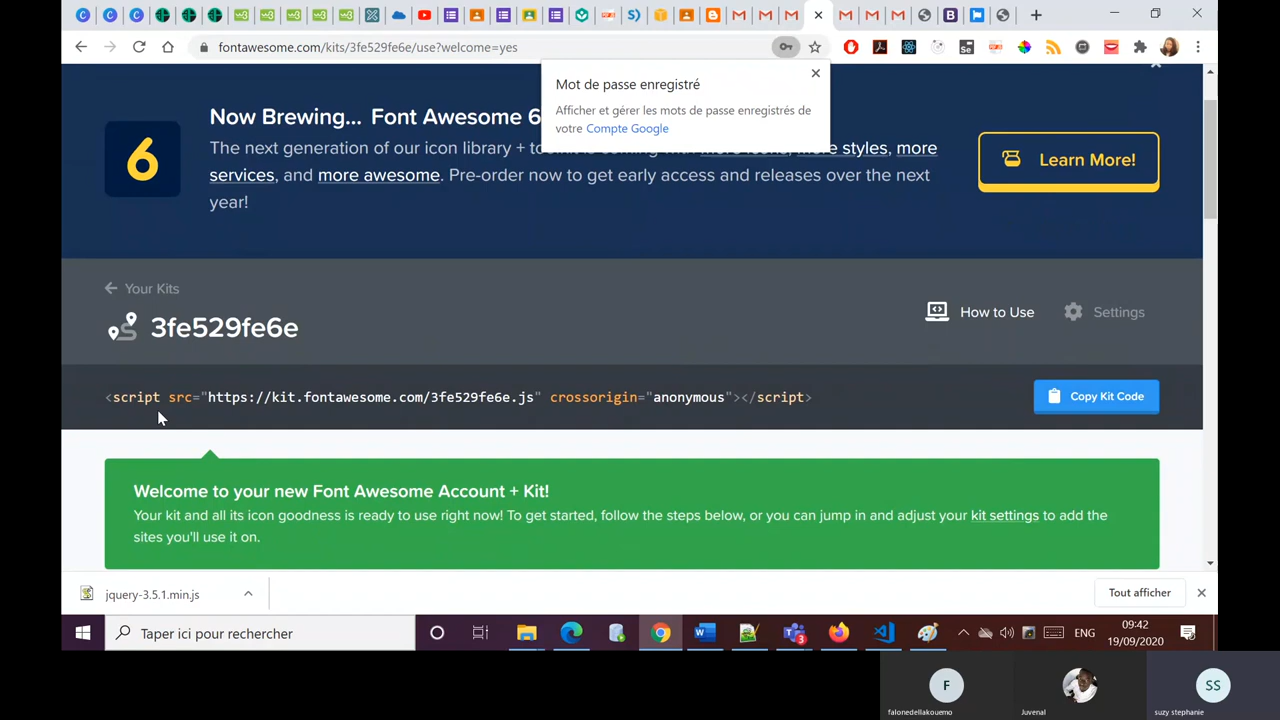 fontawesome.com/kits/3fe529fe6e/use?welcome=yes
Mot de passe enregistré
Afficher et gérer les mots de passe enregistrés de
votre Compte Google
6
Now Brewing... Font Awesome 6
The next generation of our icon library + more styles, more
services, and more awesome. Pre-order now to get early access and releases over the next
year!
Learn More!
Your Kits
3fe529fe6e
How to Use
Settings
<script src="https://kit.fontawesome.com/3fe529fe6e.js" crossorigin="anonymous"></script>
Copy Kit Code
Welcome to your new Font Awesome Account + Kit!
Your kit and all its icon goodness is ready to use right now! To get started, follow the steps below, or you can jump in and adjust your kit settings to add the
sites you'll use it on.
jquery-3.5.1.min.js
Tout afficher
Taper ici pour rechercher
ENG
09:42
19/09/2020
F
falonedellakouemo
Juvenal
SS
suzy stephanie